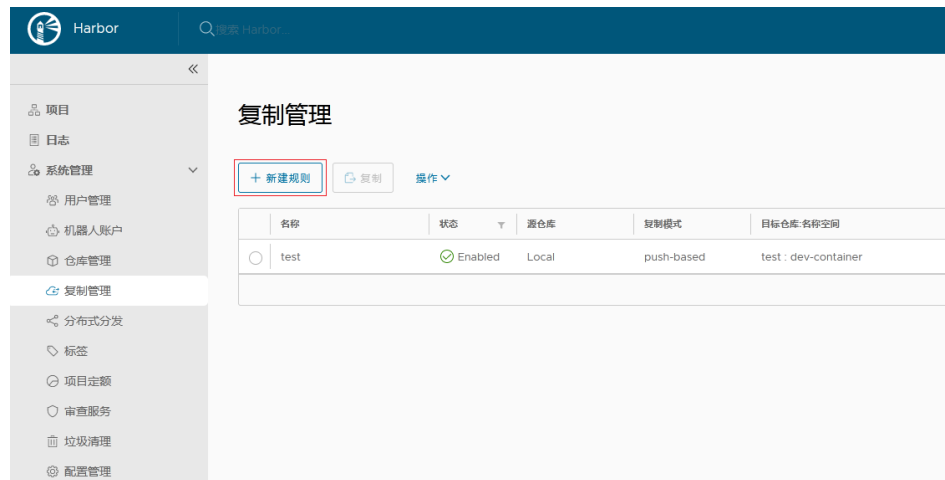 Harbor
搜索 Harbor...
项目
日志
系统管理
用户管理
机器人账户
仓库管理
复制管理
分布式分发
标签
项目定额
审查服务
垃圾清理
配置管理
复制管理
+ 新建规则 复制 操作
名称 状态 源仓库 复制模式 目标仓库:名称空间
test Enabled Local push-based test : dev-container